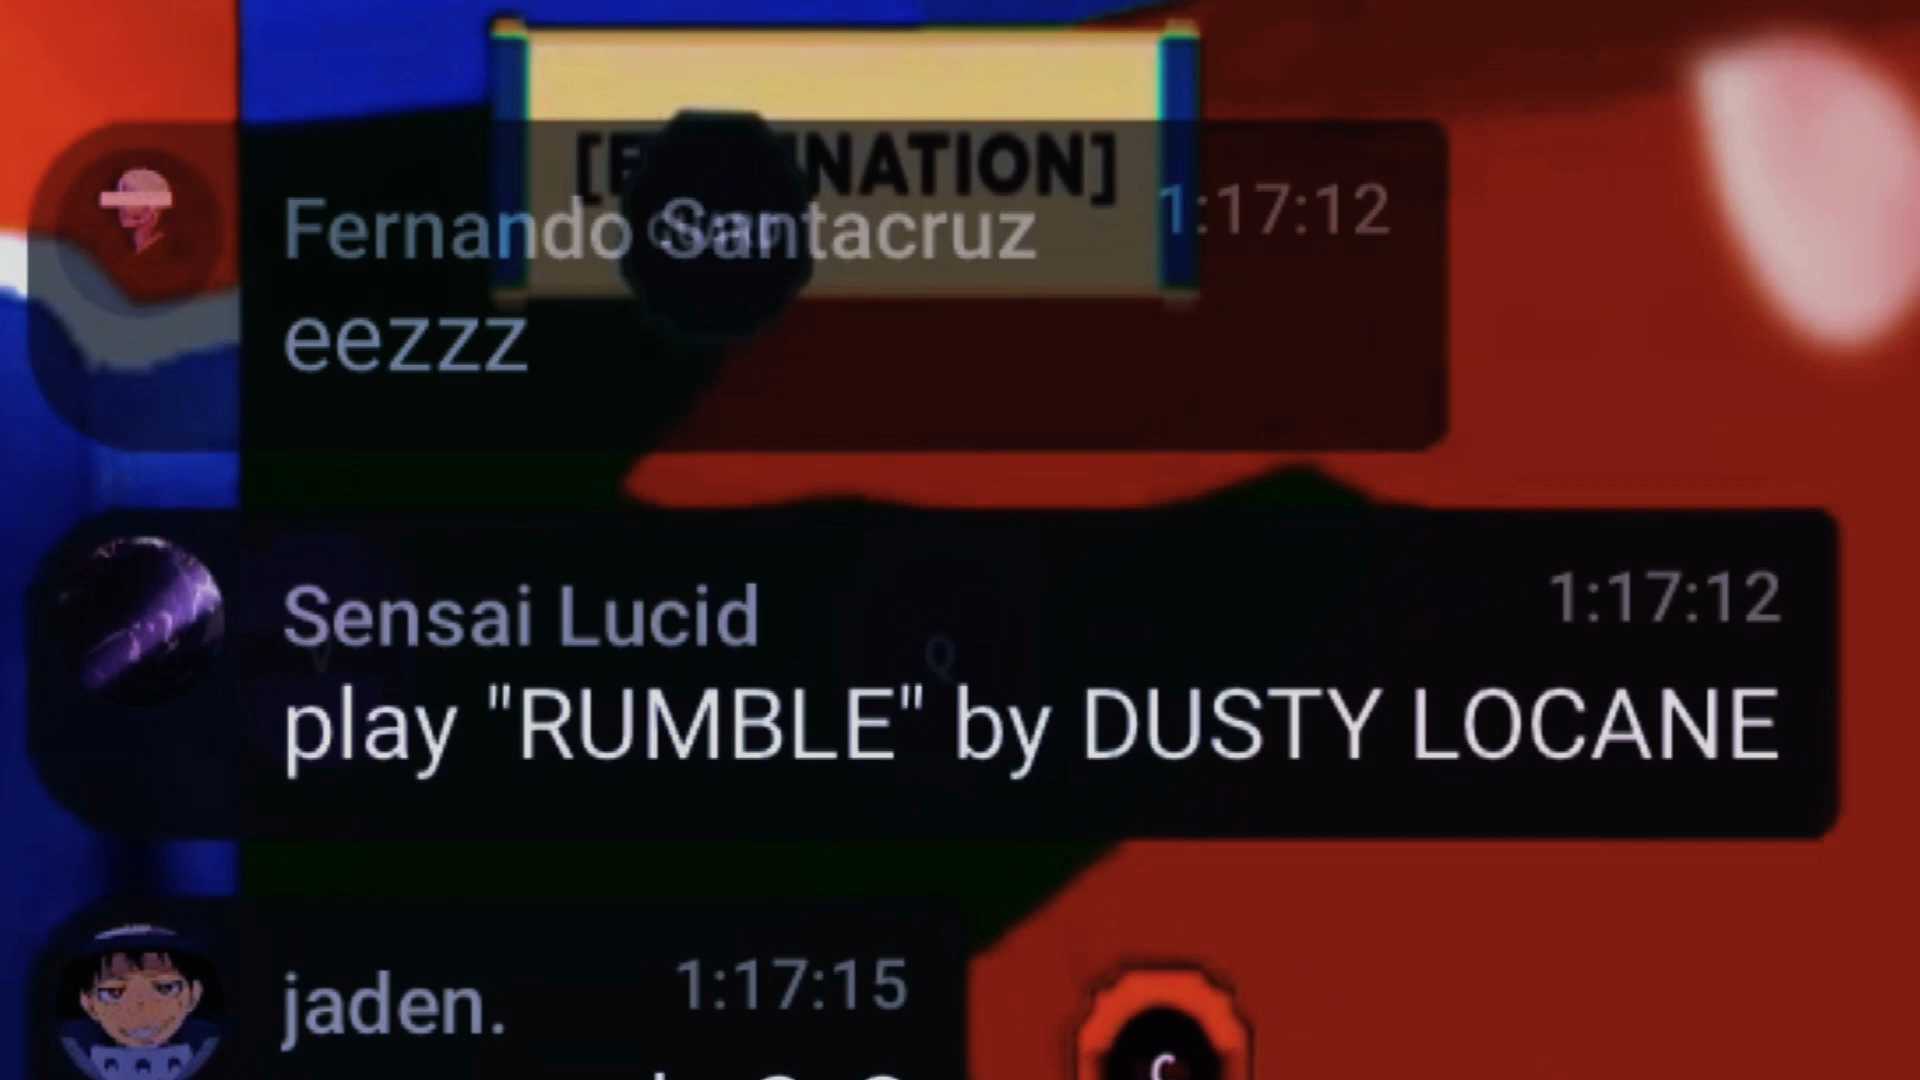 Fernando Santacruz 1:17:12
eezzz
Sensai Lucid 1:17:12
play "RUMBLE" by DUSTY LOCANE
Q
jaden. 1:17:15
C